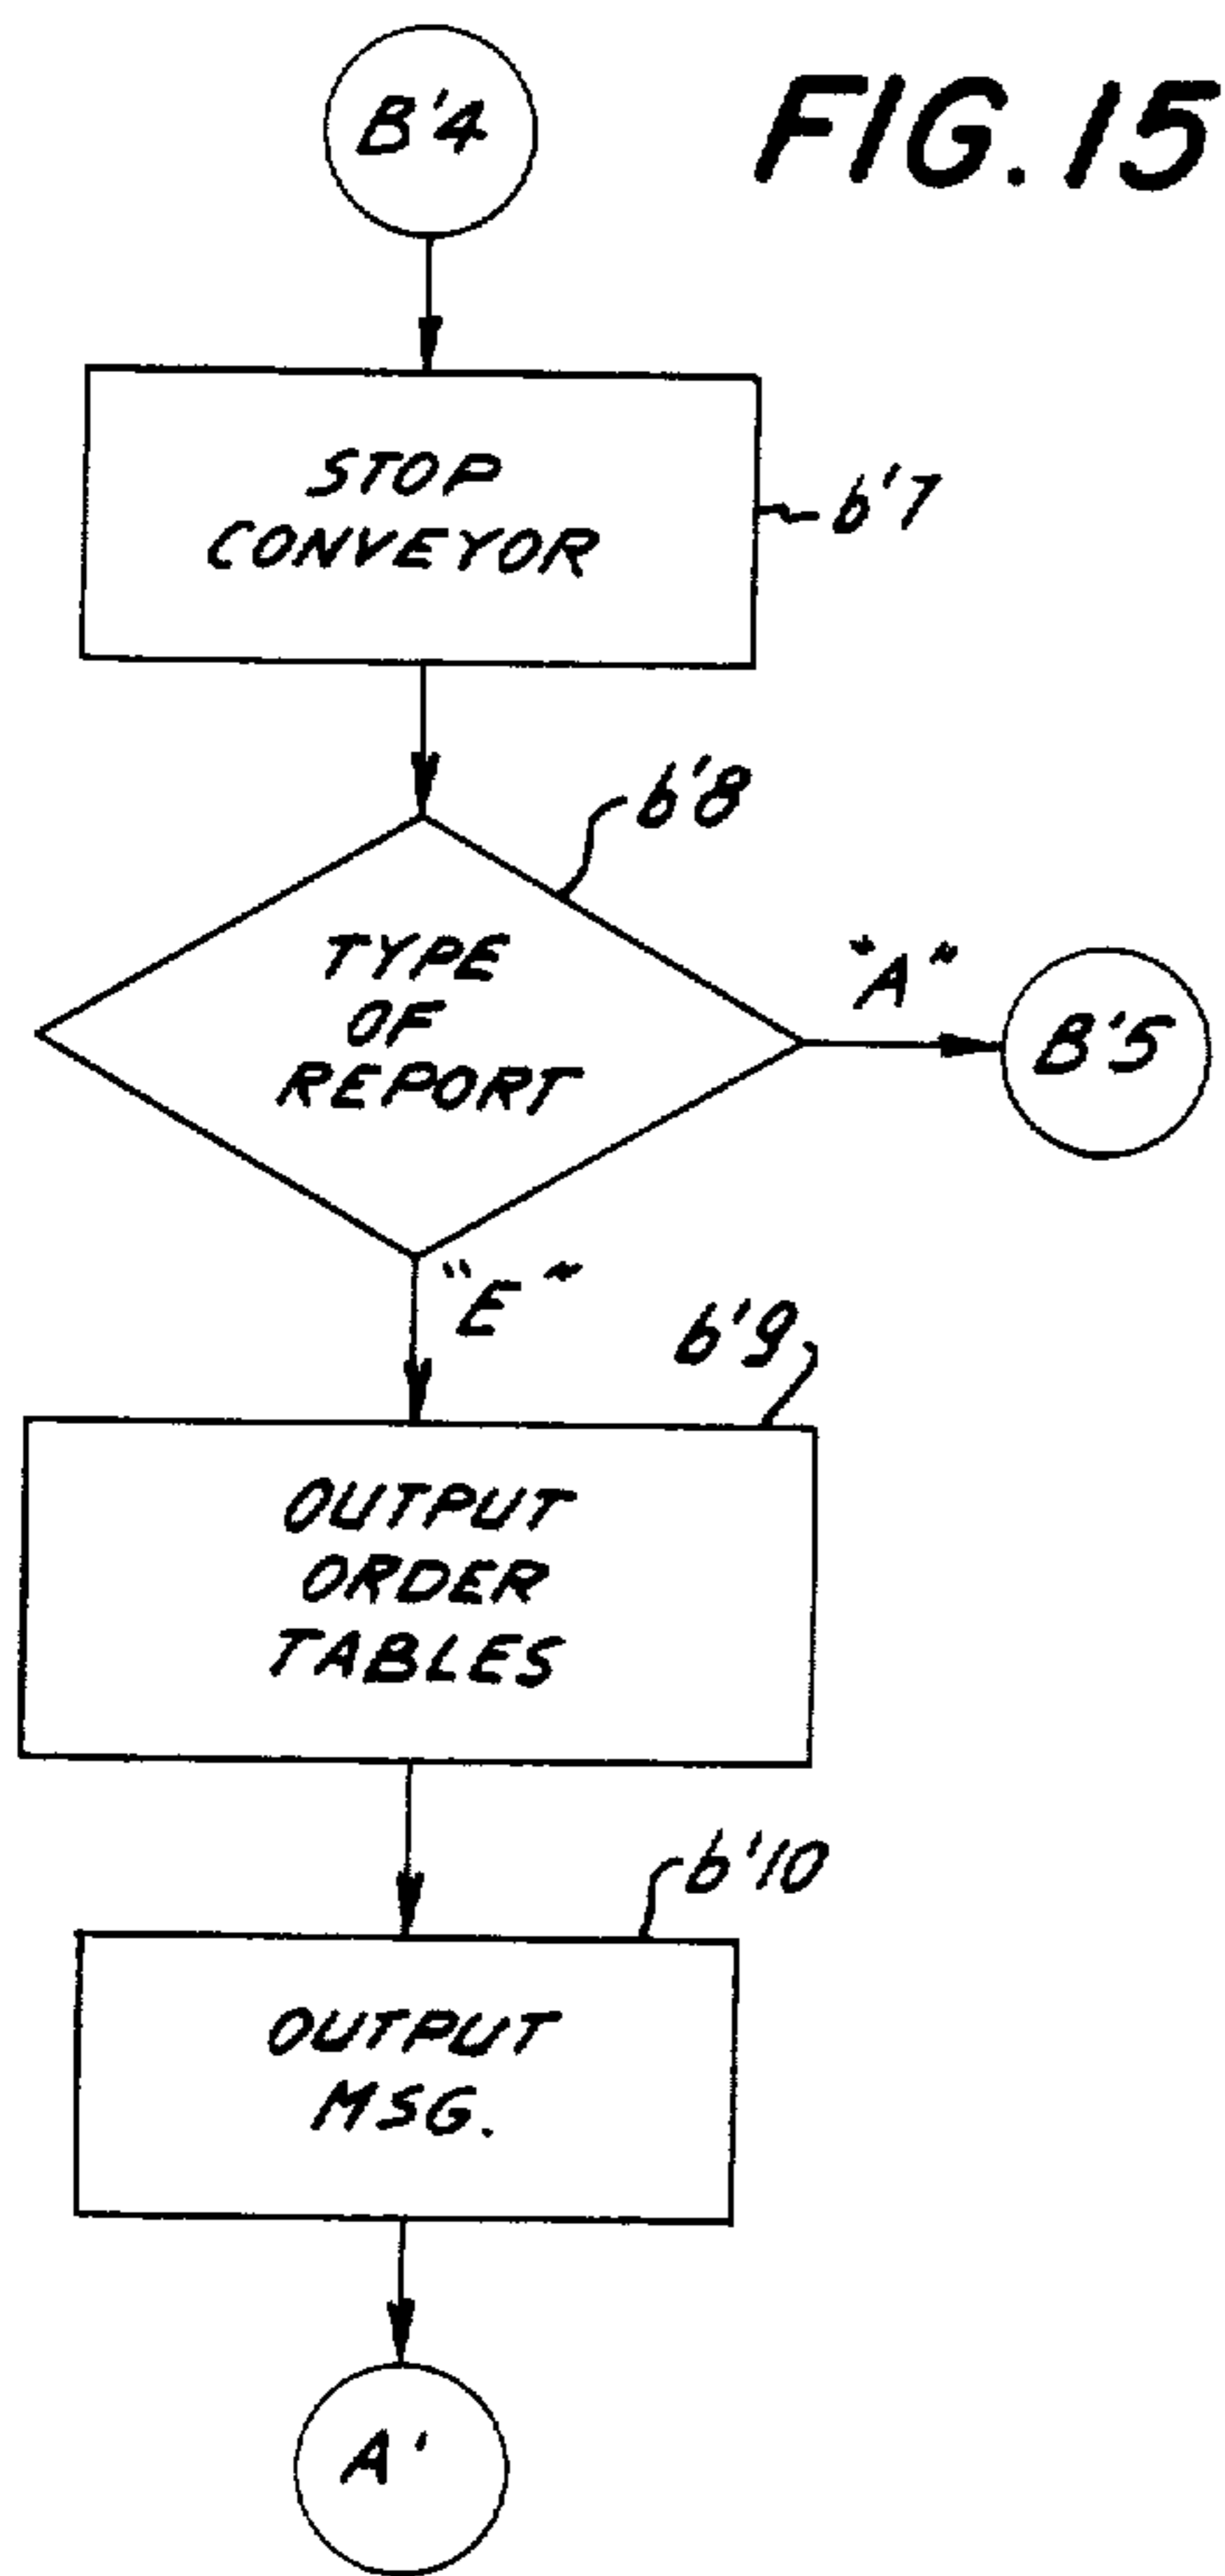 B'4
FIG. 15
STOP
CONVEYOR
b'7
b'8
TYPE
OF
REPORT
"A"
B'5
"E"
b'9
OUTPUT
ORDER
TABLES
b'10
OUTPUT
MSG.
A'